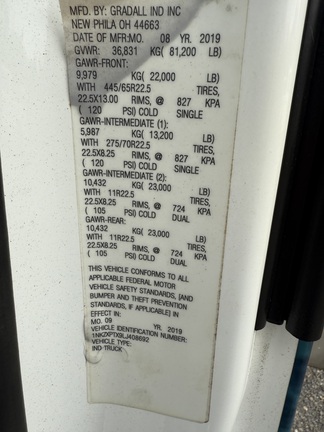 MFD. BY: GRADALL IND INC
NEW PHILA OH 44663
DATE OF MFR:MO. 08 YR. 2019
GVWR: 36,831 KG( 81,200 LB)
GAWR-FRONT:
9,979 KG( 22,000 LB)
WITH 445/65R22.5 TIRES,
22.5X13.00 RIMS, @ 827 KPA
( 120 PSI) COLD SINGLE
GAWR-INTERMEDIATE (1):
5,987 KG( 13,200 LB)
WITH 275/70R22.5 TIRES,
22.5X8.25 RIMS, @ 827 KPA
( 120 PSI) COLD SINGLE
GAWR-INTERMEDIATE (2):
10,432 KG( 23,000 LB)
WITH 11R22.5 TIRES,
22.5X8.25 RIMS, @ 724 KPA
( 105 PSI) COLD DUAL
GAWR-REAR:
10,432 KG( 23,000 LB)
WITH 11R22.5 TIRES,
22.5X8.25 RIMS, @ 724 KPA
( 105 PSI) COLD DUAL
THIS VEHICLE CONFORMS TO ALL
APPLICABLE FEDERAL MOTOR
VEHICLE SAFETY STANDARDS, [AND
BUMPER AND THEFT PREVENTION
STANDARDS, IF APPLICABLE] IN
EFFECT IN:
MO. 09 YR. 2019
VEHICLE IDENTIFICATION NUMBER:
VEHICLE TYPE:
IND-TRUCK